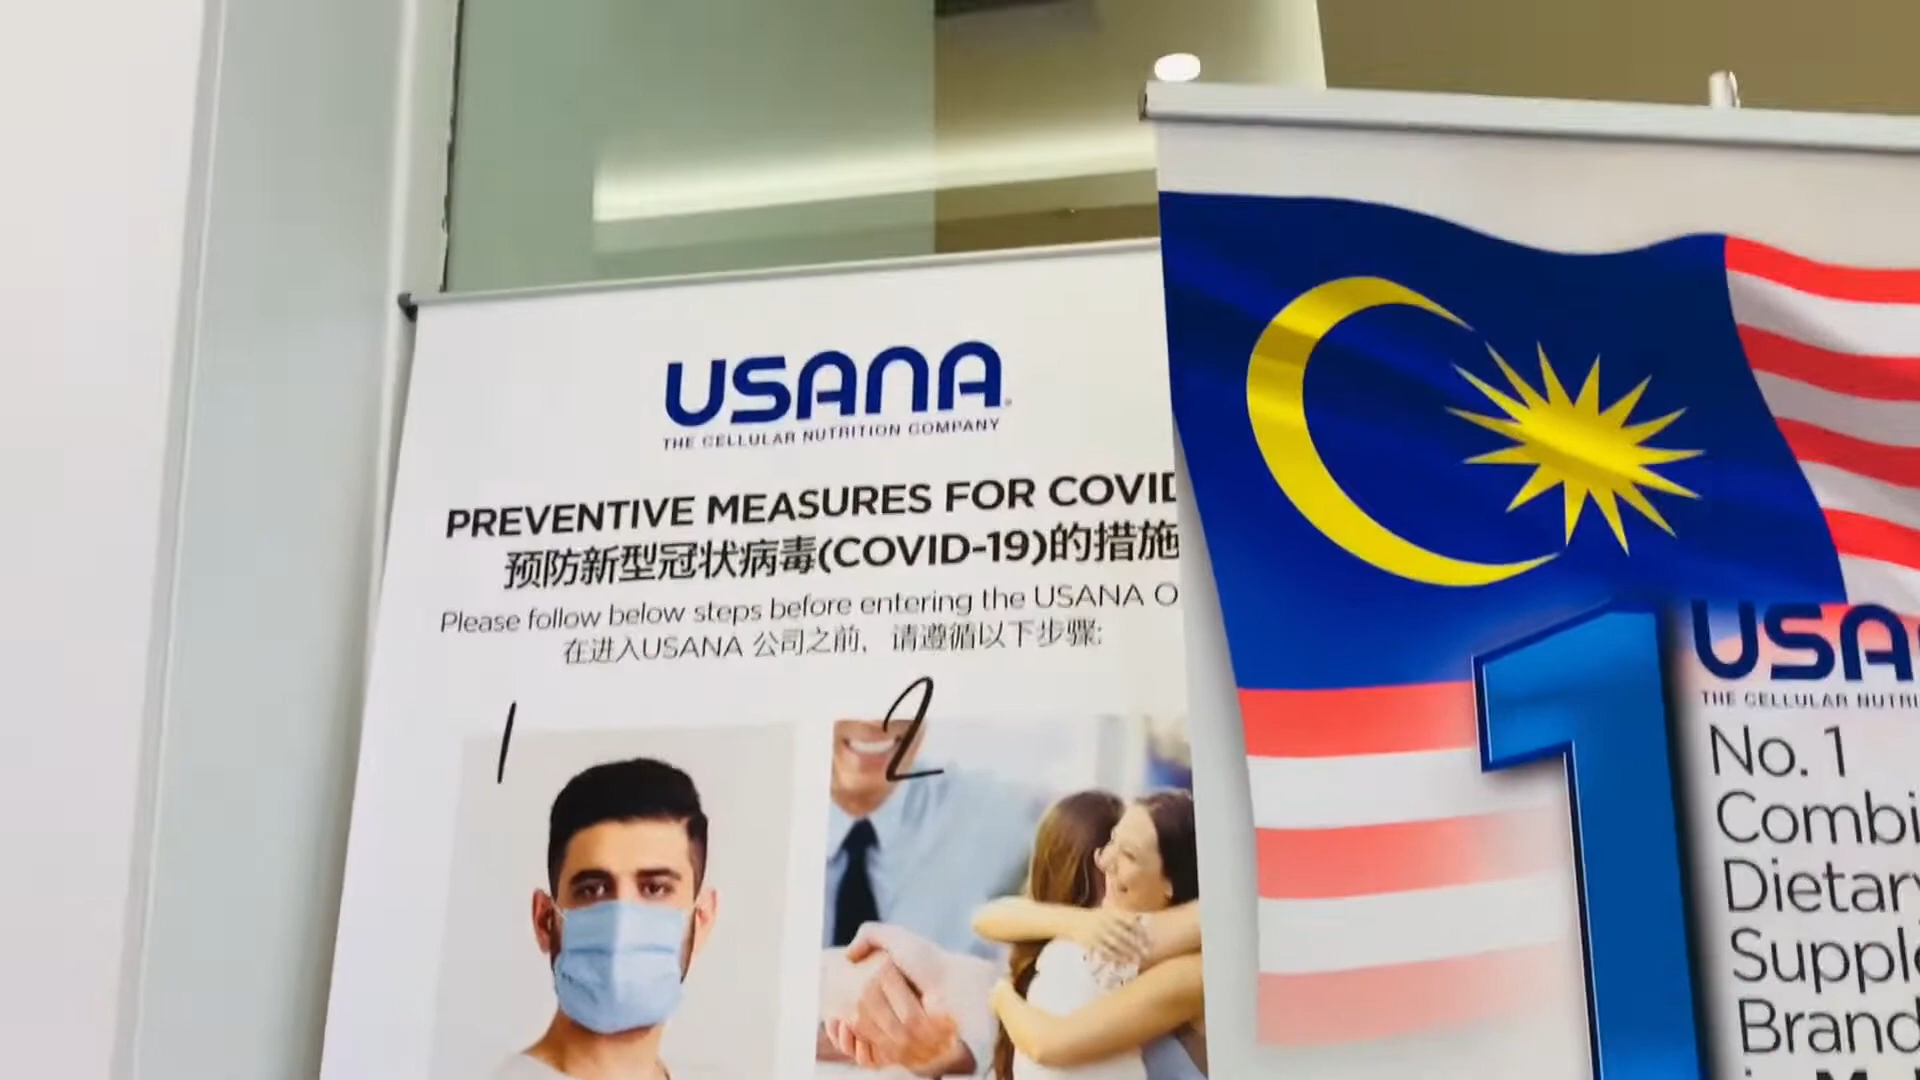 USANA
THE CELLULAR NUTRITION COMPANY
PREVENTIVE MEASURES FOR COVID
预防新型冠状病毒(COVID-19)的措施
Please follow below steps before entering the USANA O
在进入USANA 公司之前，请遵循以下步骤:
1
2
1
USANA
THE CELLULAR NUTRI
No. 1
Combi
Dietary
Supple
Brand